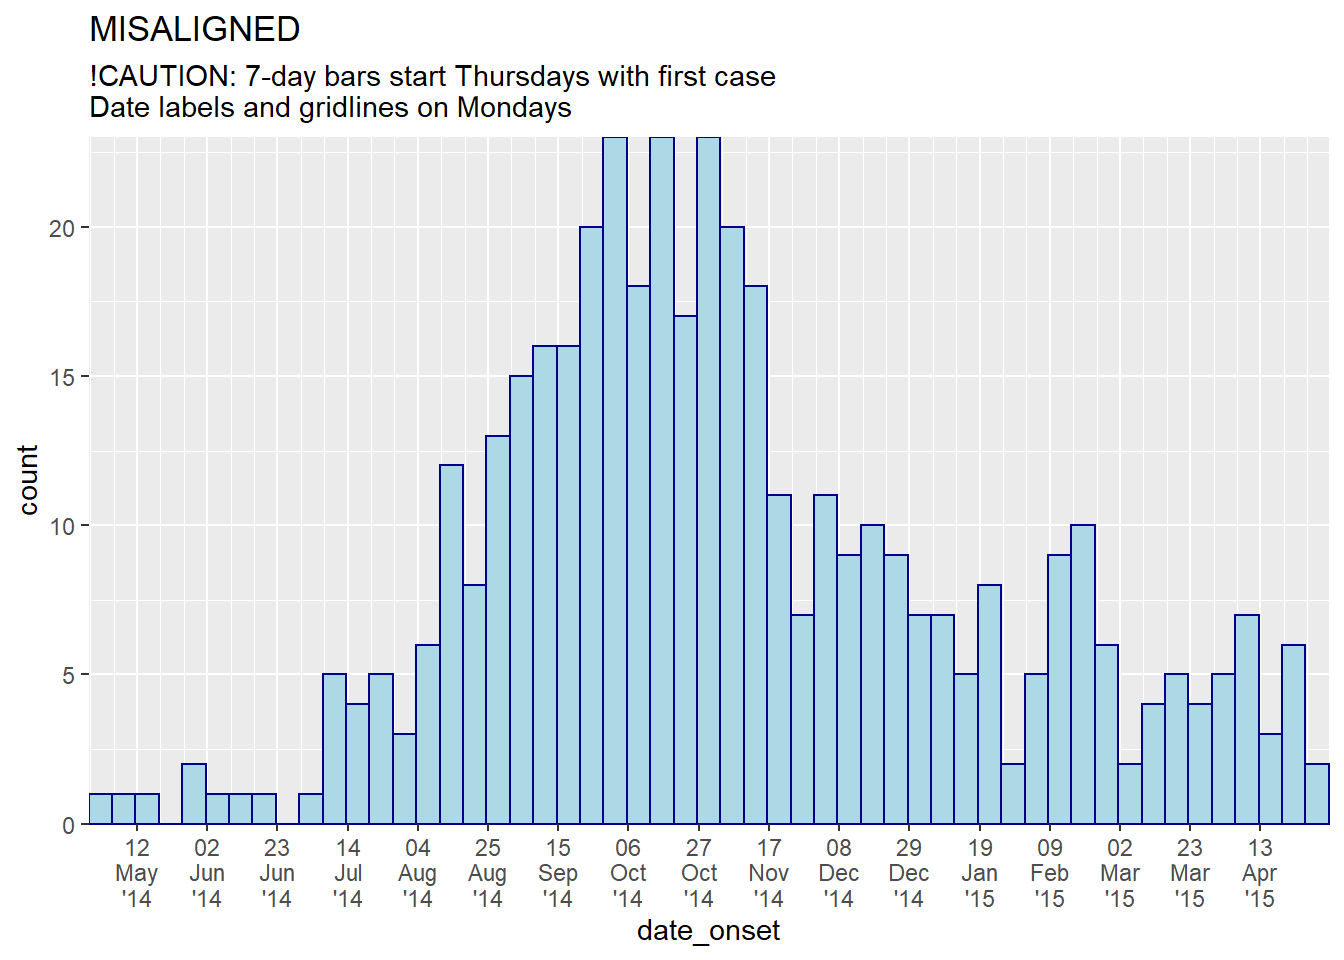 MISALIGNED
!CAUTION: 7-day bars start Thursdays with first case
Date labels and gridlines on Mondays
20
15
10
5
0
count
12 02 23 14 04 25 15 06 27 17 08 29 19 09 02 23 13
May Jun Jun Jul Aug Aug Sep Oct Oct Nov Dec Dec Jan Feb Mar Mar Apr
'14 '14 '14 '14 '14 '14 '14 '14 '14 '14 '14 '14 '15 '15 '15 '15 '15
date_onset